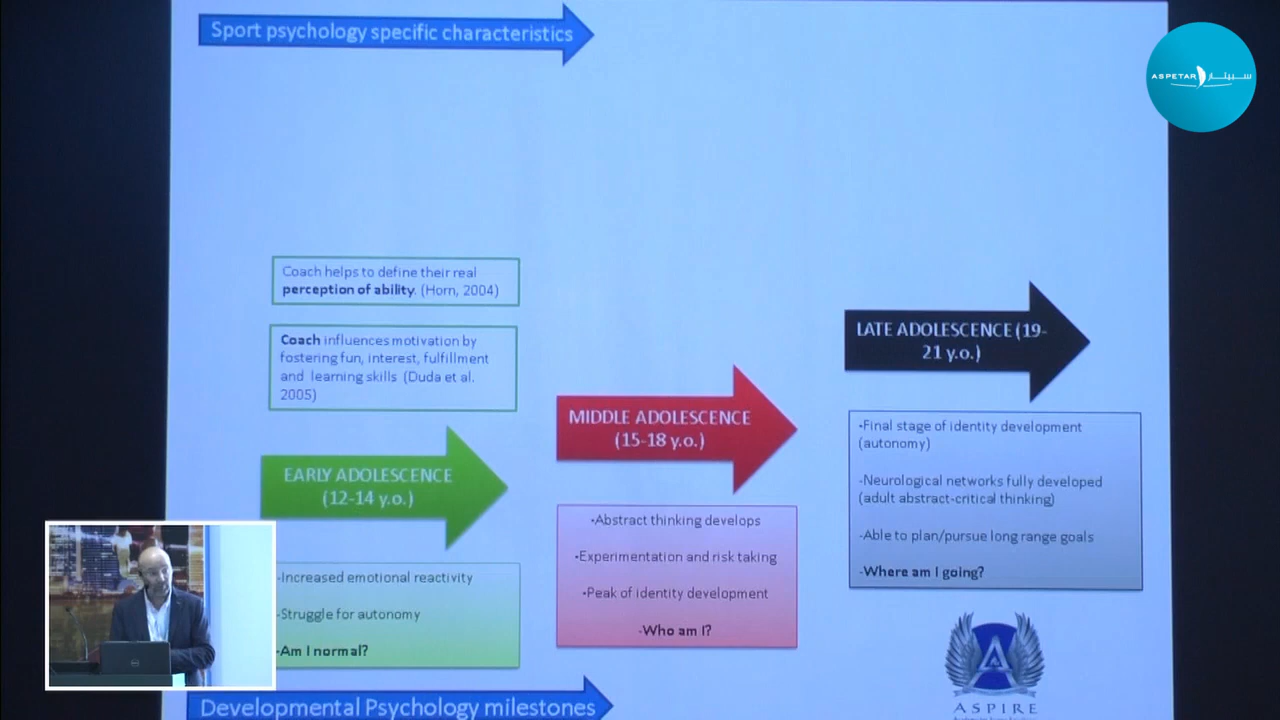 Sport psychology specific characteristics
ASPETAR سبيتار
Coach helps to define their real
perception of ability. (Horn, 2004)
Coach influences motivation by
fostering fun, interest, fulfillment
and learning skills (Duda et al.
2005)
EARLY ADOLESCENCE
(12-14 y.o.)
-Increased emotional reactivity
-Struggle for autonomy
-Am I normal?
MIDDLE ADOLESCENCE
(15-18 y.o.)
•Abstract thinking develops
•Experimentation and risk taking
•Peak of identity development
-Who am I?
LATE ADOLESCENCE (19-
21 y.o.)
•Final stage of identity development
(autonomy)
-Neurological networks fully developed
(adult abstract-critical thinking)
-Able to plan/pursue long range goals
-Where am I going?
Developmental Psychology milestones
ASPIRE